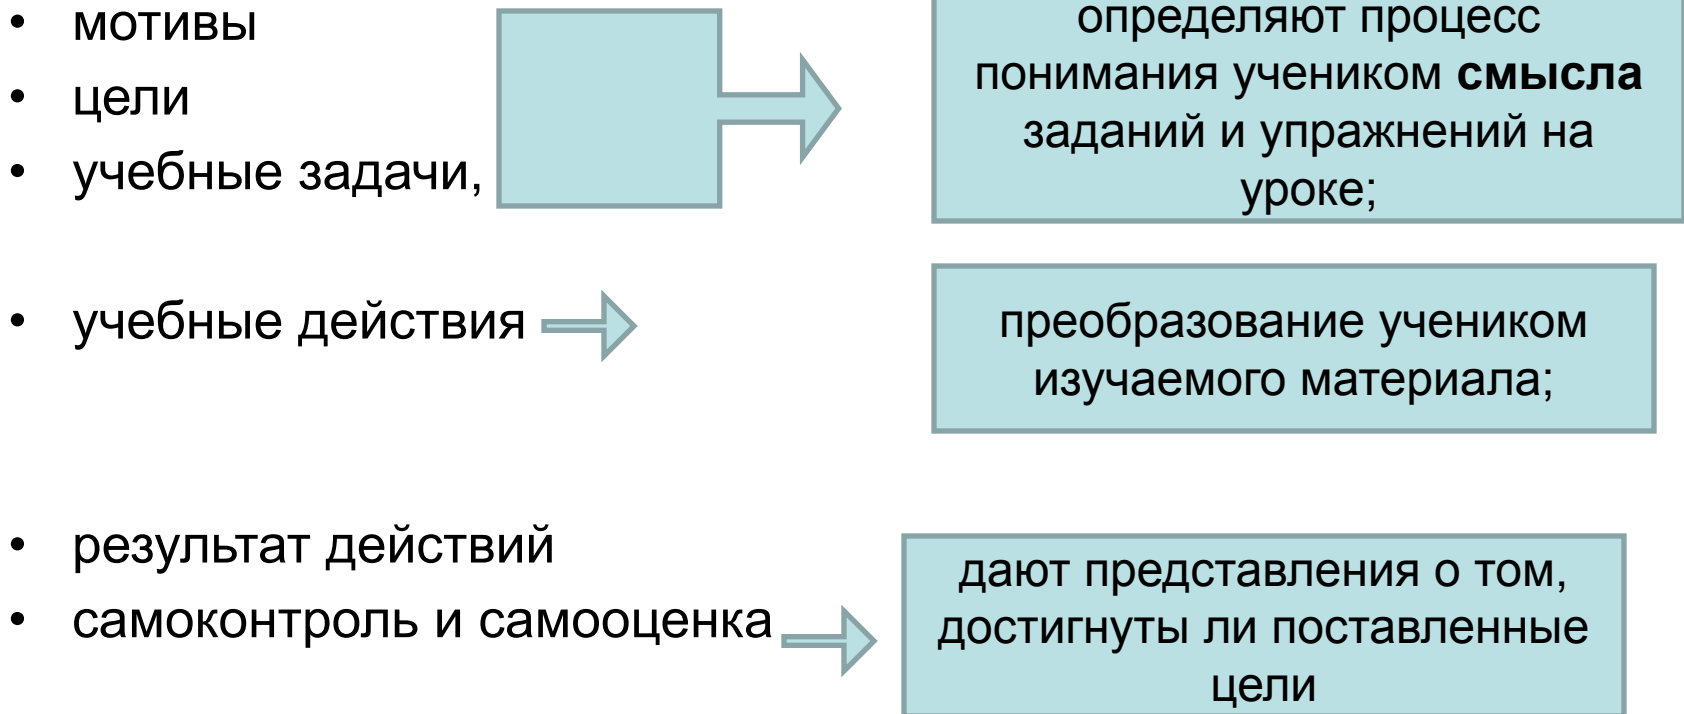 • мотивы
• цели
• учебные задачи,
определяют процесс
понимания учеником смысла
заданий и упражнений на
уроке;
• учебные действия
преобразование учеником
изучаемого материала;
• результат действий
• самоконтроль и самооценка
дают представления о том,
достигнуты ли поставленные
цели